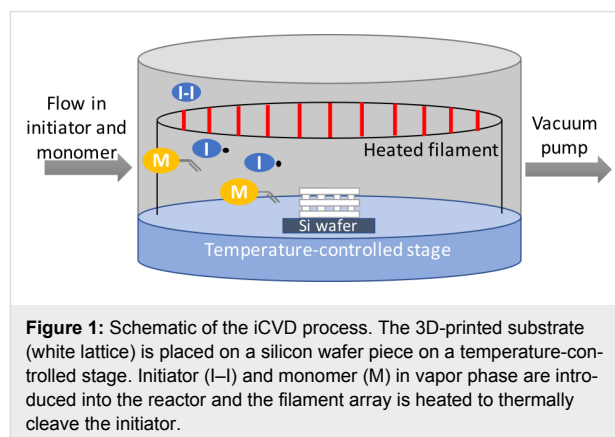 I-I
Flow in
initiator and
monomer
Heated filament
Vacuum
pump
M
I
I
M
Si wafer
Temperature-controlled stage
Figure 1: Schematic of the iCVD process. The 3D-printed substrate
(white lattice) is placed on a silicon wafer piece on a temperature-con-
trolled stage. Initiator (I–I) and monomer (M) in vapor phase are intro-
duced into the reactor and the filament array is heated to thermally
cleave the initiator.